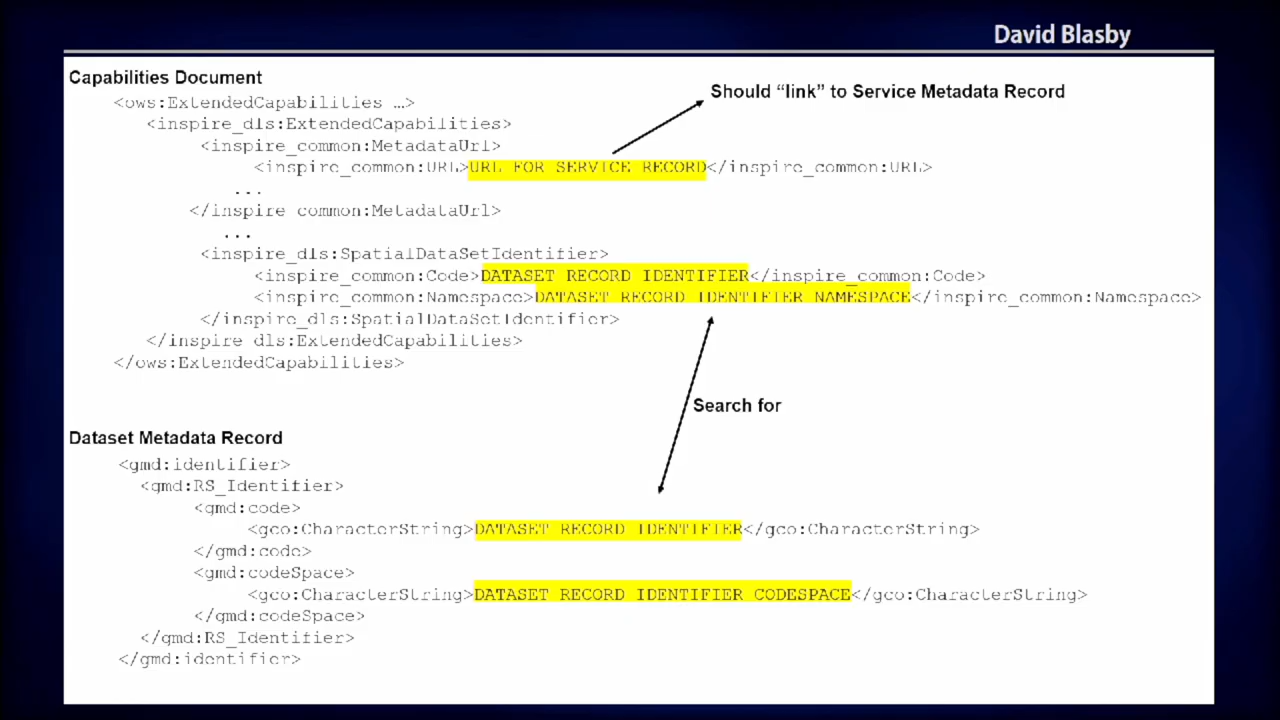 David Blasby
Capabilities Document
<ows:ExtendedCapabilities …>
Should “link” to Service Metadata Record
<inspire_dls:ExtendedCapabilities>
<inspire_common:MetadataUrl>
<inspire_common:URL>URL FOR SERVICE RECORD</inspire_common:URL>
...
</inspire common:MetadataUrl>
...
<inspire_dls:SpatialDataSetIdentifier>
<inspire_common:Code>DATASET RECORD IDENTIFIER</inspire_common:Code>
<inspire_common:Namespace>DATASET RECORD IDENTIFIER NAMESPACE</inspire_common:Namespace>
</inspire_dls:SpatialDataSetIdentifier>
</inspire dls:ExtendedCapabilities>
</ows:ExtendedCapabilities>
Search for
Dataset Metadata Record
<gmd:identifier>
<gmd:RS_Identifier>
<gmd:code>
<gco:CharacterString>DATASET RECORD IDENTIFIER</gco:CharacterString>
</gmd:code>
<gmd:codeSpace>
<gco:CharacterString>DATASET RECORD IDENTIFIER CODESPACE</gco:CharacterString>
</gmd:codeSpace>
</gmd:RS_Identifier>
</gmd:identifier>